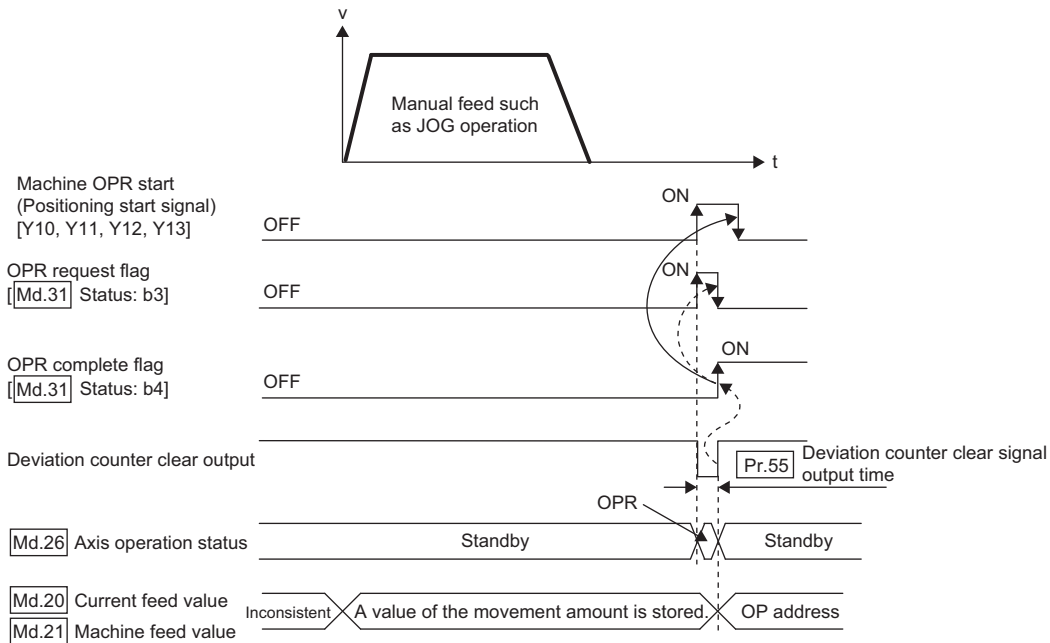 v
Manual feed such
as JOG operation
t
Machine OPR start
(Positioning start signal)
[Y10, Y11, Y12, Y13]
OFF
ON
OPR request flag
[Md.31 Status: b3]
OFF
ON
OPR complete flag
[Md.31 Status: b4]
OFF
ON
Deviation counter clear output
Pr.55 Deviation counter clear signal
output time
OPR
Md.26 Axis operation status
Standby
Standby
Md.20 Current feed value
Md.21 Machine feed value
Inconsistent
A value of the movement amount is stored.
OP address